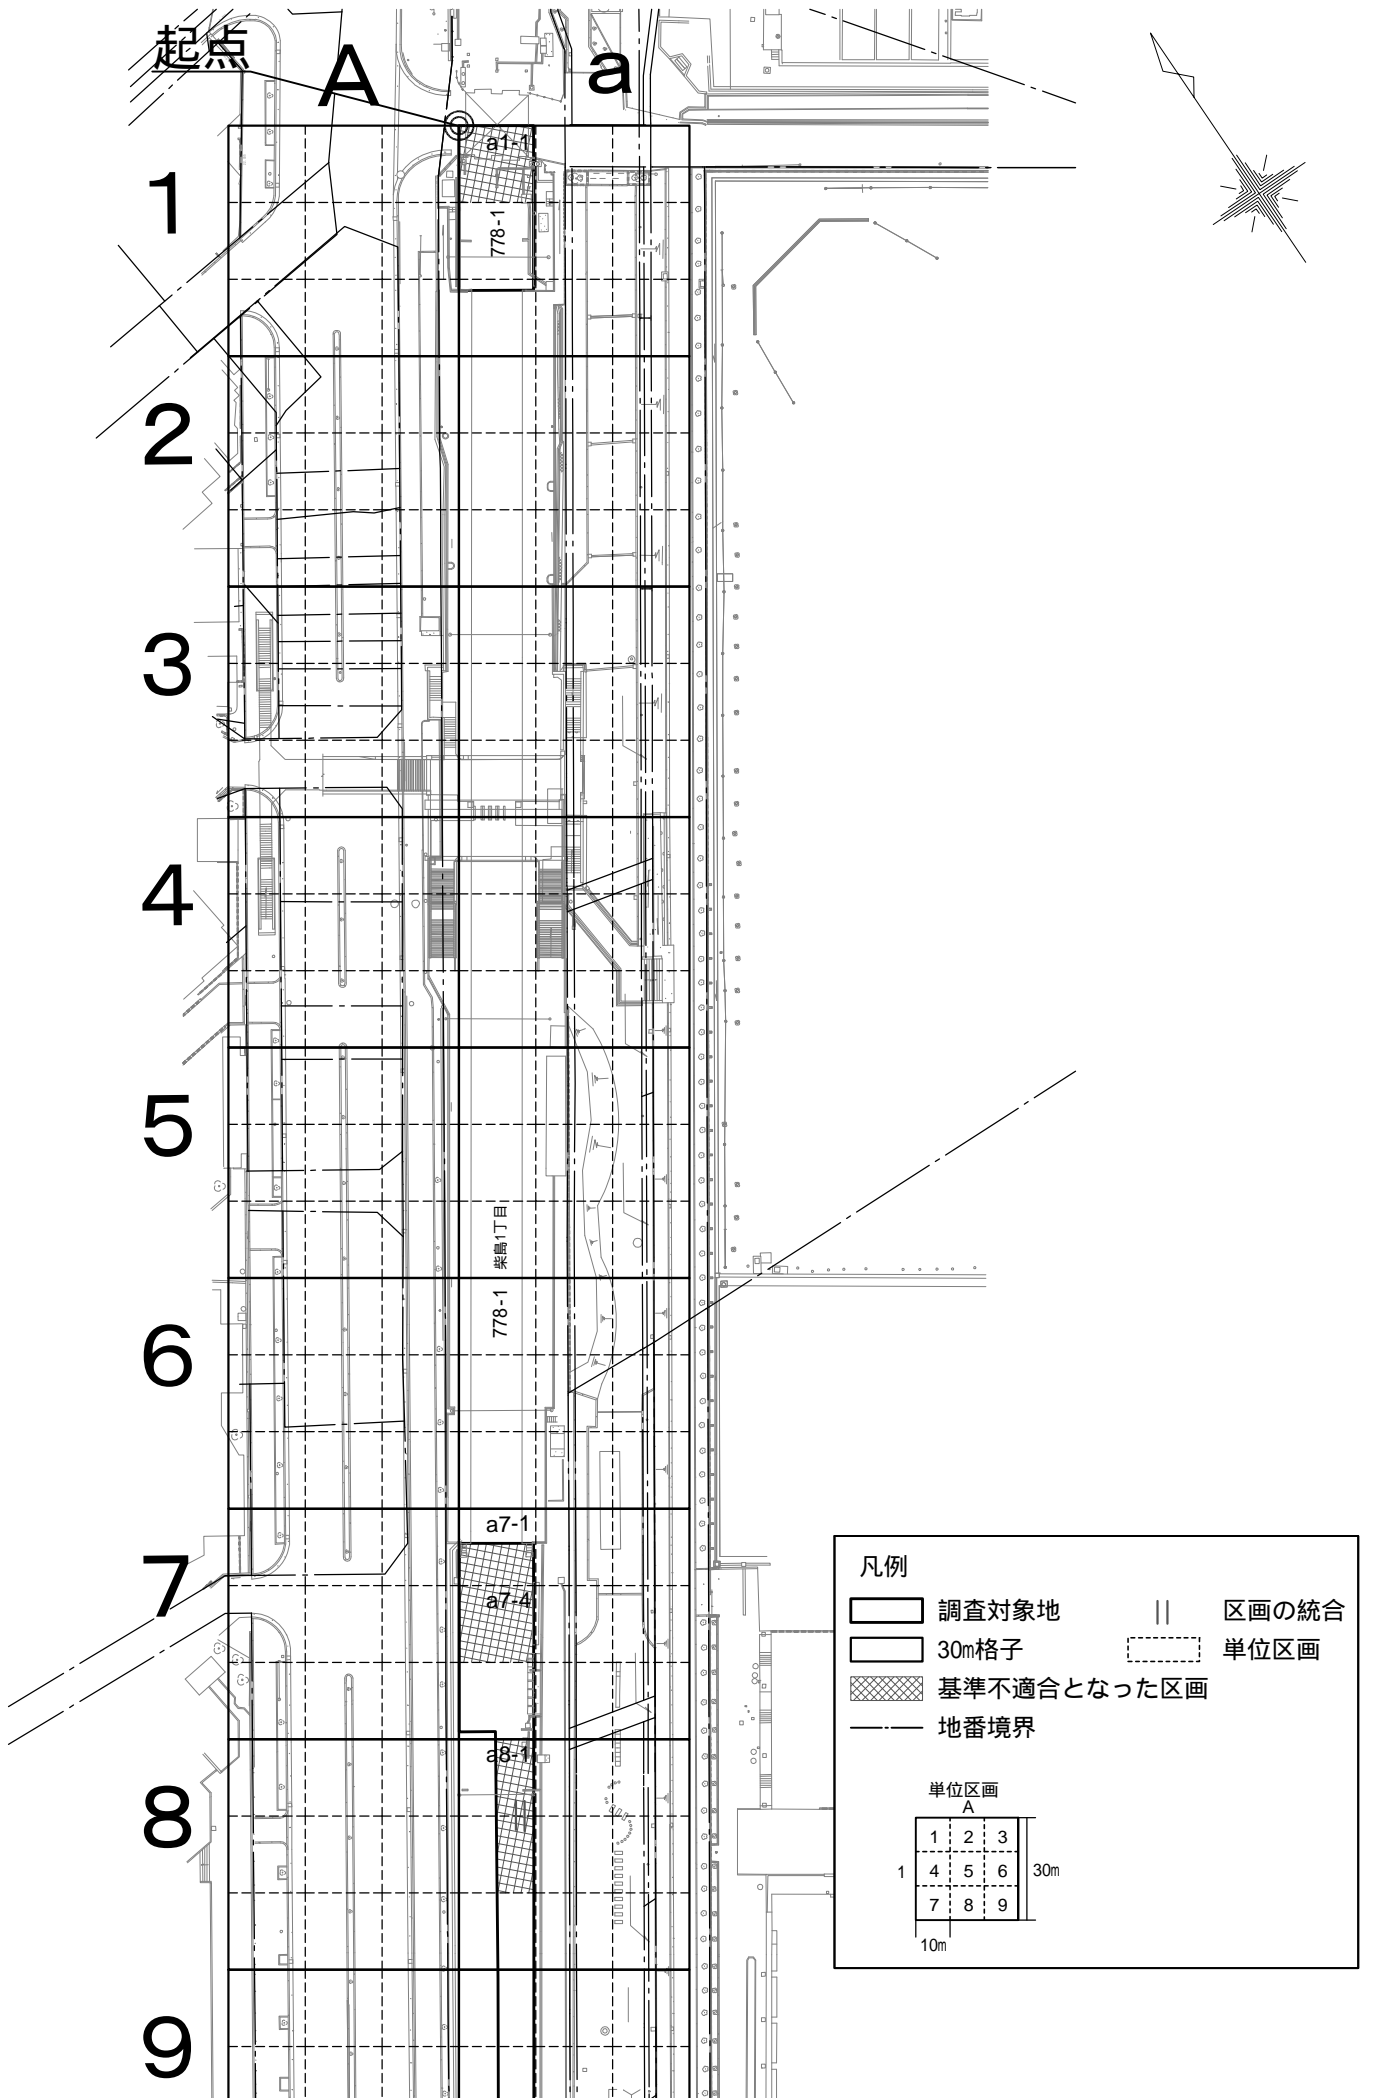 起点
A
a
a1-1
1
778-1
2
3
4
5
柴島1丁目
778-1
6
a7-1
7
a7-4
a8-1
8
9
凡例
調査対象地
区画の統合
30m格子
単位区画
基準不適合となった区画
地番境界
単位区画
A
1 2 3
1 4 5 6 30m
7 8 9
10m